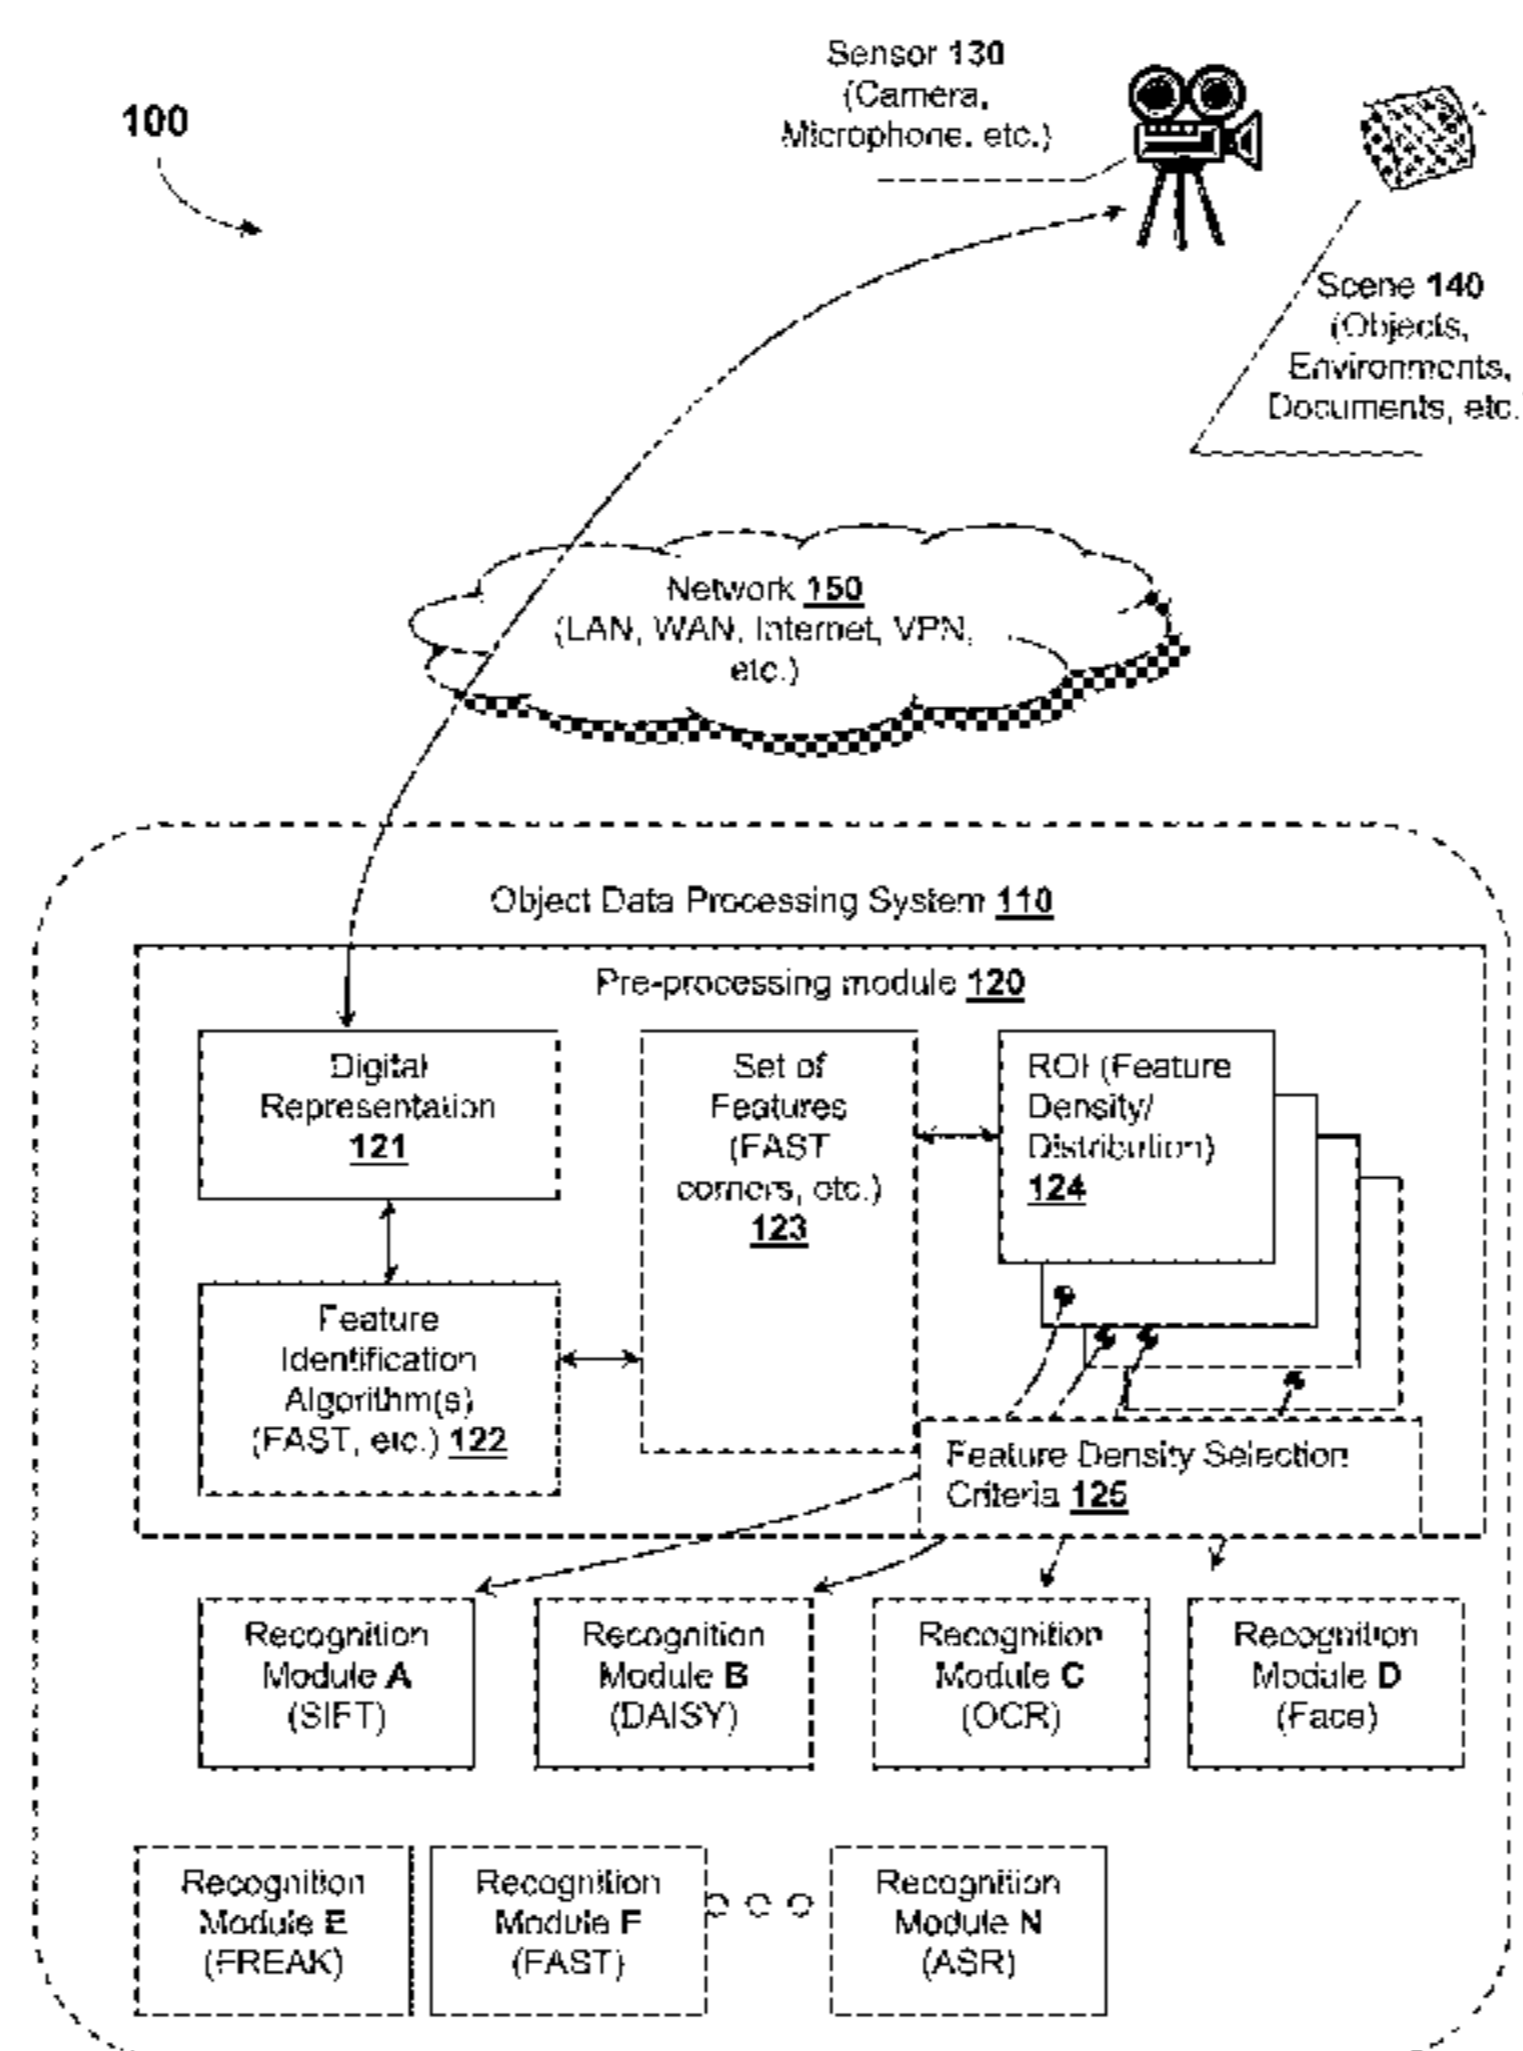 100
Sensor 130
(Camera,
Microphone, etc.)
Scene 140
(Objects,
Environments,
Documents, etc.
Network 150
(LAN, WAN, Internet, VPN,
etc.)
Object Data Processing System 110
Pre-processing module 120
Digital
Representation
121
Feature
Identification
Algorithm(s)
(FAST, etc.) 122
Set of
Features
(FAST
corners, etc.)
123
ROI (Feature
Density/
Distribution)
124
Feature Density Selection
Criteria 125
Recognition
Module A
(SIFT)
Recognition
Module B
(DAISY)
Recognition
Module C
(OCR)
Recognition
Module D
(Face)
Recognition
Module E
(FREAK)
Recognition
Module F
(FAST)
Recognition
Module N
(ASR)